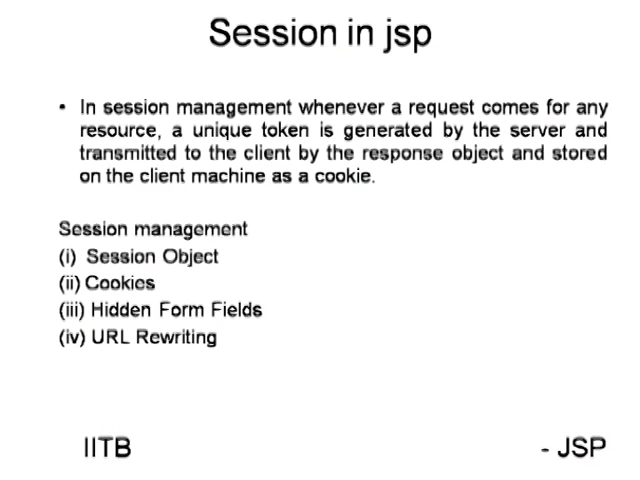 Session in jsp
• In session management whenever a request comes for any
resource, a unique token is generated by the server and
transmitted to the client by the response object and stored
on the client machine as a cookie.
Session management
(i) Session Object
(ii) Cookies
(iii) Hidden Form Fields
(iv) URL Rewriting
IITB - JSP